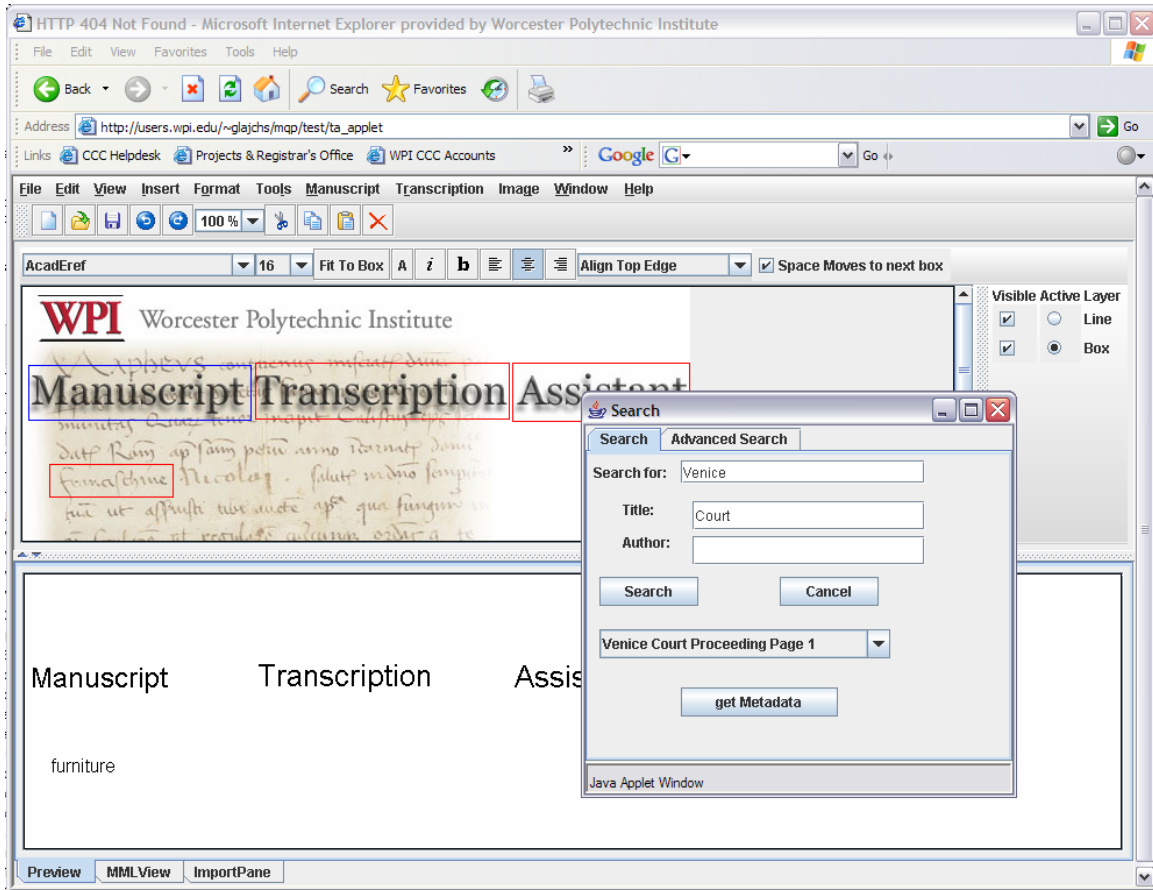 HTTP 404 Not Found - Microsoft Internet Explorer provided by Worcester Polytechnic Institute
File Edit View Favorites Tools Help
Back Search Favorites
Address http://users.wpi.edu/~glajchs/mqp/test/ta_applet Go
Links CCC Helpdesk Projects & Registrar's Office WPI CCC Accounts » Google G Go
File Edit View Insert Format Tools Manuscript Transcription Image Window Help
100 %
AcadEref 16 Fit To Box A i b Align Top Edge Space Moves to next box
Visible Active Layer
Line
Box
WPI Worcester Polytechnic Institute
Manuscript Transcription Assistant
Search
Search Advanced Search
Search for: Venice
Title: Court
Author:
Search Cancel
Venice Court Proceeding Page 1
get Metadata
Java Applet Window
Manuscript Transcription Assis
furniture
Preview MMLView ImportPane